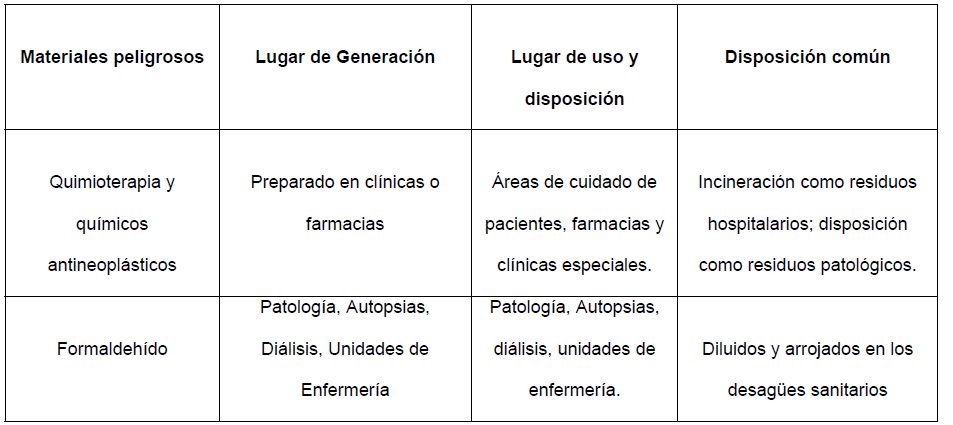 Materiales peligrosos
Lugar de Generación
Lugar de uso y
disposición
Disposición común
Quimioterapia y
químicos
antineoplásticos
Preparado en clínicas o
farmacias
Áreas de cuidado de
pacientes, farmacias y
clínicas especiales.
Incineración como residuos
hospitalarios; disposición
como residuos patológicos.
Formaldehído
Patología, Autopsias,
Diálisis, Unidades de
Enfermería
Patología, Autopsias,
diálisis, unidades de
enfermería.
Diluidos y arrojados en los
desagües sanitarios